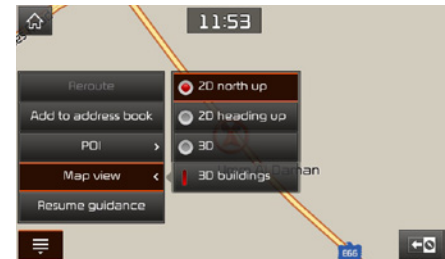 11:53
Reroute
Add to address book
POI
Map view
Resume guidance
2D north up
2D heading up
3D
3D buildings
E66